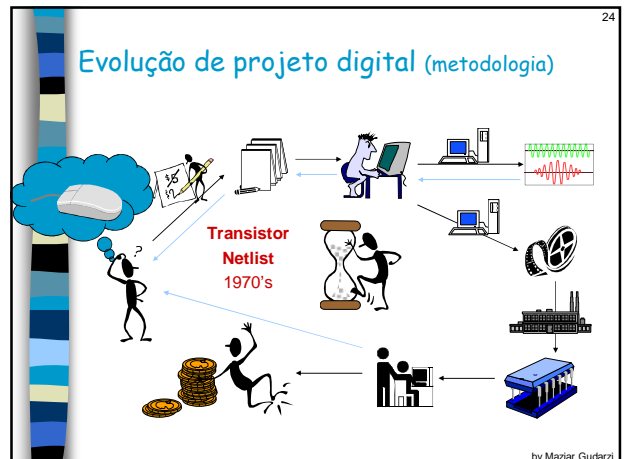 24
Evolução de projeto digital (metodologia)
?
Transistor
Netlist
1970's
by Maziar Gudarzi